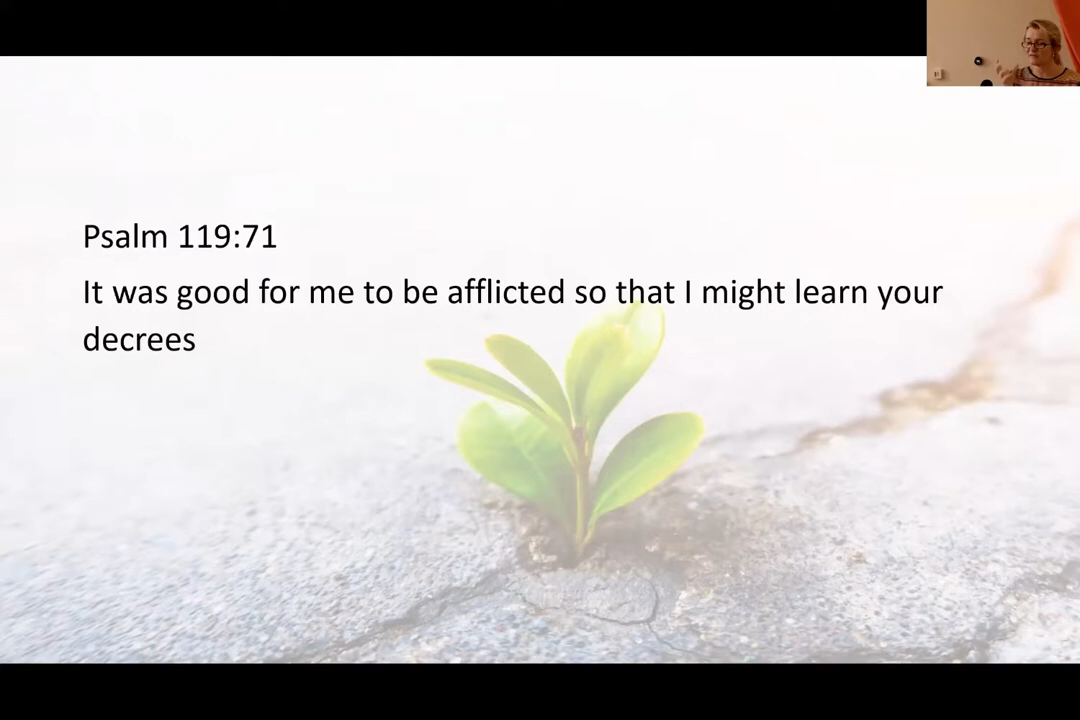 Psalm 119:71
It was good for me to be afflicted so that I might learn your
decrees